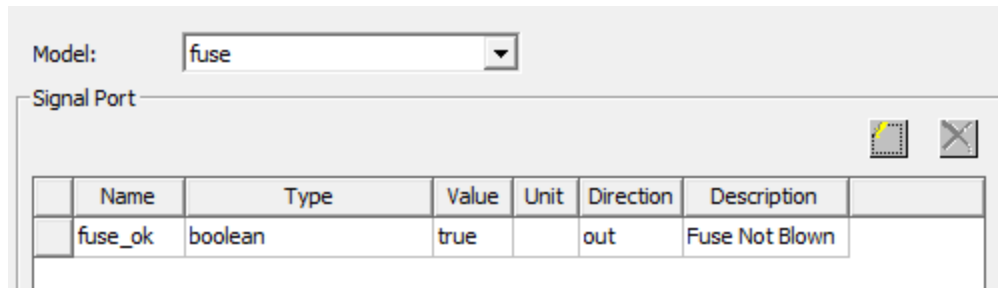 Model: fuse
Signal Port
Name Type Value Unit Direction Description
fuse_ok boolean true out Fuse Not Blown